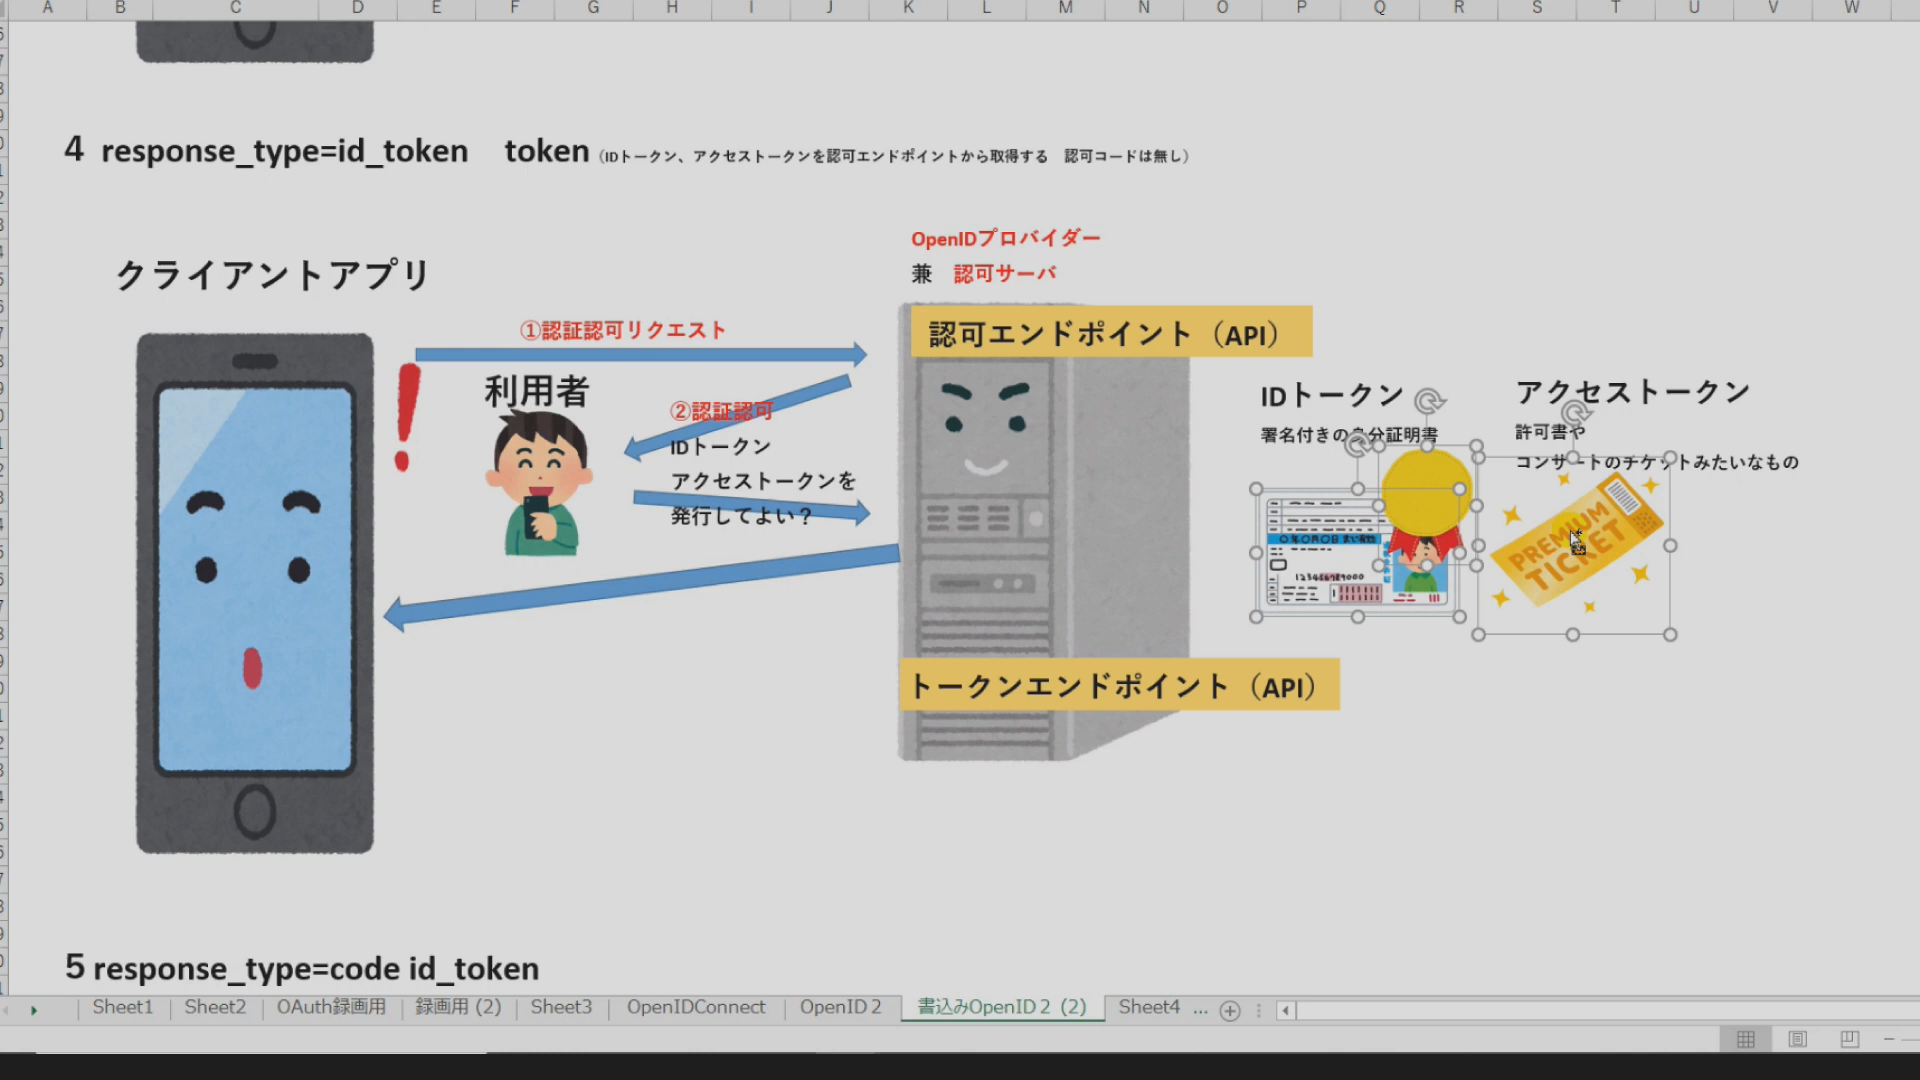 A B C D E F G H I J K L M N O P Q R S T U V W
4 response_type=id_token token (IDトークン、アクセストークンを認可エンドポイントから取得する 認可コードは無し)
OpenIDプロバイダー
兼 認可サーバ
クライアントアプリ
①認証認可リクエスト
認可エンドポイント（API）
利用者
②認証認可
IDトークン
アクセストークンを
発行してよい？
IDトークン
署名付きの身分証明書
アクセストークン
許可書や
コンサートのチケットみたいなもの
PREMIUM
TICKET
トークンエンドポイント（API）
5 response_type=code id_token
Sheet1 Sheet2 OAuth録画用 録画用 (2) Sheet3 OpenIDConnect OpenID 2 書込みOpenID 2 (2) Sheet4 ...